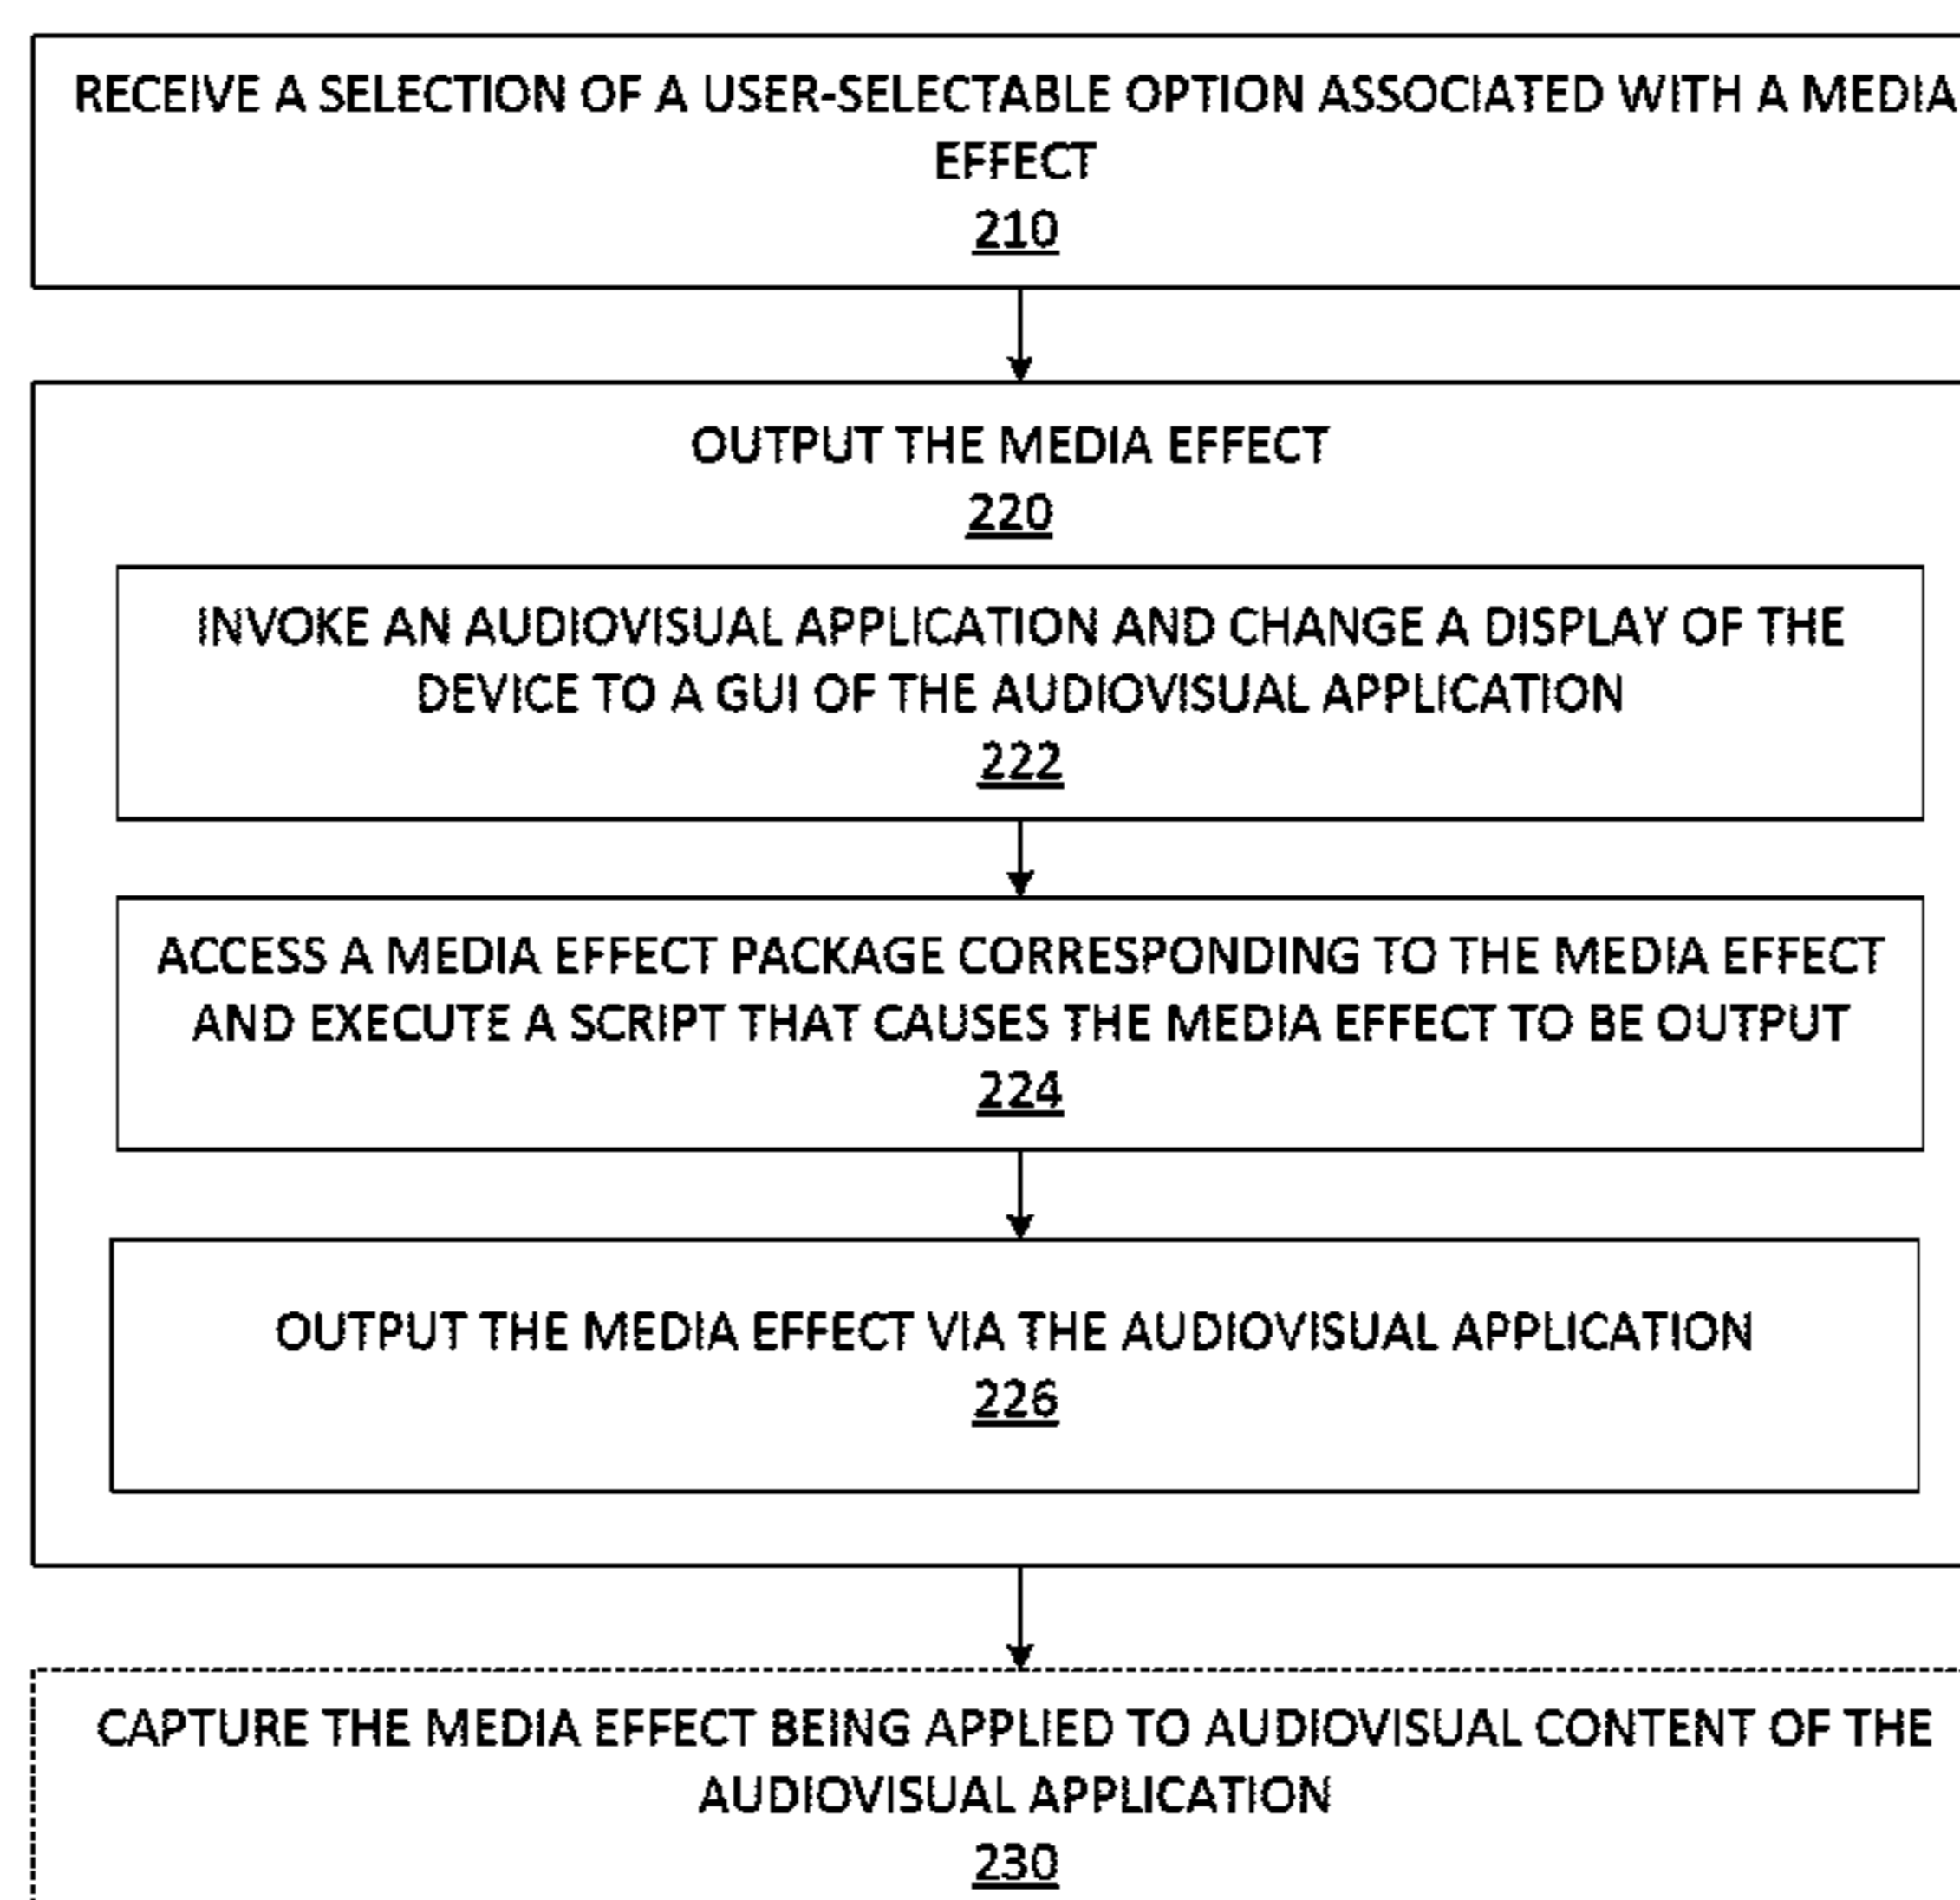 RECEIVE A SELECTION OF A USER-SELECTABLE OPTION ASSOCIATED WITH A MEDIA
EFFECT
210
OUTPUT THE MEDIA EFFECT
220
INVOKE AN AUDIOVISUAL APPLICATION AND CHANGE A DISPLAY OF THE
DEVICE TO A GUI OF THE AUDIOVISUAL APPLICATION
222
ACCESS A MEDIA EFFECT PACKAGE CORRESPONDING TO THE MEDIA EFFECT
AND EXECUTE A SCRIPT THAT CAUSES THE MEDIA EFFECT TO BE OUTPUT
224
OUTPUT THE MEDIA EFFECT VIA THE AUDIOVISUAL APPLICATION
226
CAPTURE THE MEDIA EFFECT BEING APPLIED TO AUDIOVISUAL CONTENT OF THE
AUDIOVISUAL APPLICATION
230